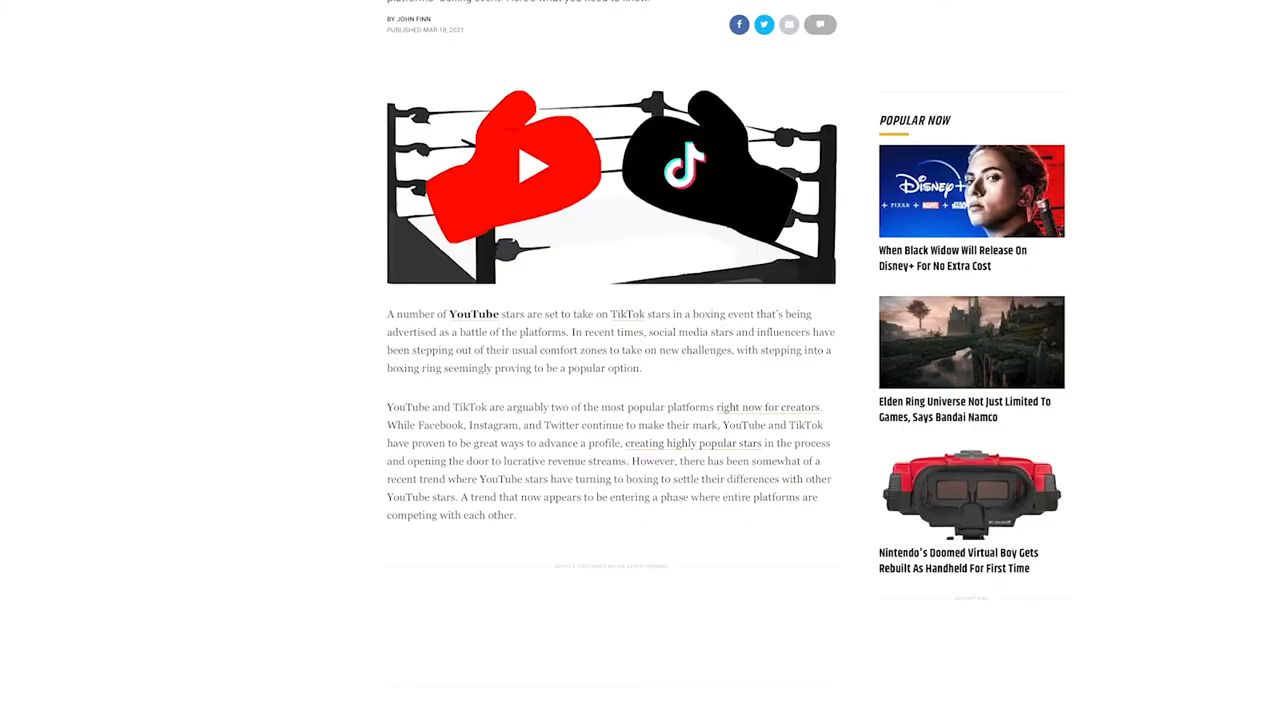 BY JOHN FINN
PUBLISHED MAR 18, 2021
A number of YouTube stars are set to take on TikTok stars in a boxing event that's being
advertised as a battle of the platforms. In recent times, social media stars and influencers have
been stepping out of their usual comfort zones to take on new challenges, with stepping into a
boxing ring seemingly proving to be a popular option.
YouTube and TikTok are arguably two of the most popular platforms right now for creators.
While Facebook, Instagram, and Twitter continue to make their mark, YouTube and TikTok
have proven to be great ways to advance a profile, creating highly popular stars in the process
and opening the door to lucrative revenue streams. However, there has been somewhat of a
recent trend where YouTube stars have turning to boxing to settle their differences with other
YouTube stars. A trend that now appears to be entering a phase where entire platforms are
competing with each other.
ARTICLE CONTINUES BELOW ADVERTISEMENT
POPULAR NOW
Disney+
+ PIXAR + MARVEL + STAR
When Black Widow Will Release On
Disney+ For No Extra Cost
Elden Ring Universe Not Just Limited To
Games, Says Bandai Namco
Nintendo's Doomed Virtual Boy Gets
Rebuilt As Handheld For First Time